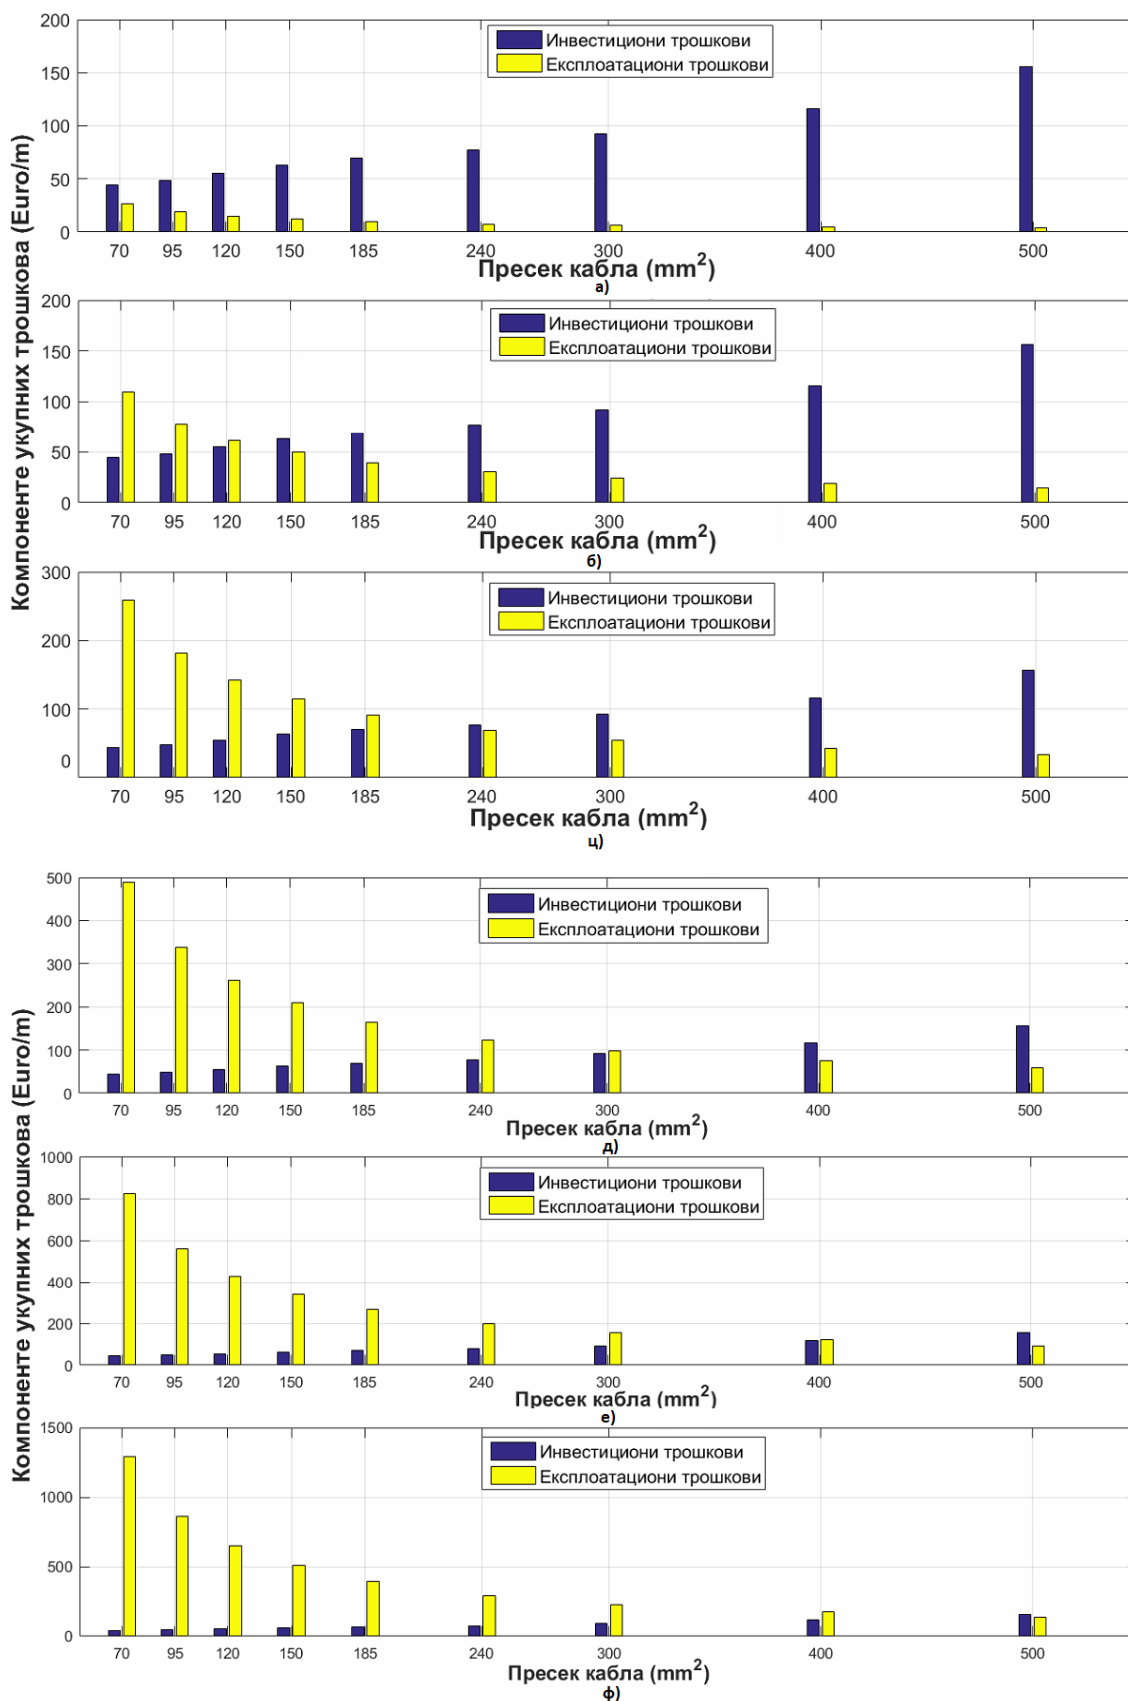 Компоненте укупних трошкова (Euro/m)
200
150
100
50
0
Инвестициони трошкови
Експлоатациони трошкови
70 95 120 150 185 240 300 400 500
Пресек кабла (mm²)
а)
200
150
100
50
0
Инвестициони трошкови
Експлоатациони трошкови
70 95 120 150 185 240 300 400 500
Пресек кабла (mm²)
б)
300
200
100
0
Инвестициони трошкови
Експлоатациони трошкови
70 95 120 150 185 240 300 400 500
Пресек кабла (mm²)
ц)
Компоненте укупних трошкова (Euro/m)
500
400
300
200
100
0
Инвестициони трошкови
Експлоатациони трошкови
70 95 120 150 185 240 300 400 500
Пресек кабла (mm²)
д)
1000
800
600
400
200
0
Инвестициони трошкови
Експлоатациони трошкови
70 95 120 150 185 240 300 400 500
Пресек кабла (mm²)
е)
1500
1000
500
0
Инвестициони трошкови
Експлоатациони трошкови
70 95 120 150 185 240 300 400 500
Пресек кабла (mm²)
ф)